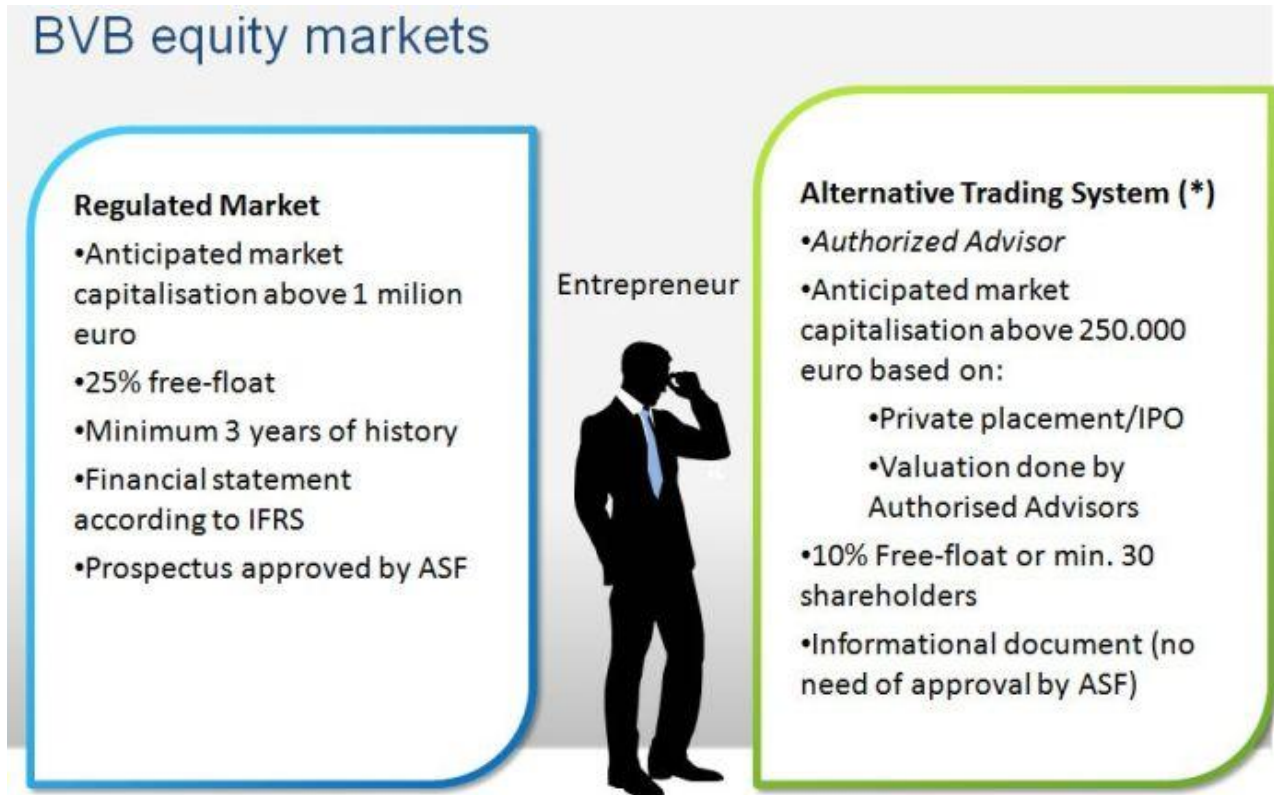 BVB equity markets
Regulated Market
•Anticipated market
capitalisation above 1 milion
euro
•25% free-float
•Minimum 3 years of history
•Financial statement
according to IFRS
•Prospectus approved by ASF
Entrepreneur
Alternative Trading System (*)
•Authorized Advisor
•Anticipated market
capitalisation above 250.000
euro based on:
•Private placement/IPO
•Valuation done by
Authorised Advisors
•10% Free-float or min. 30
shareholders
•Informational document (no
need of approval by ASF)